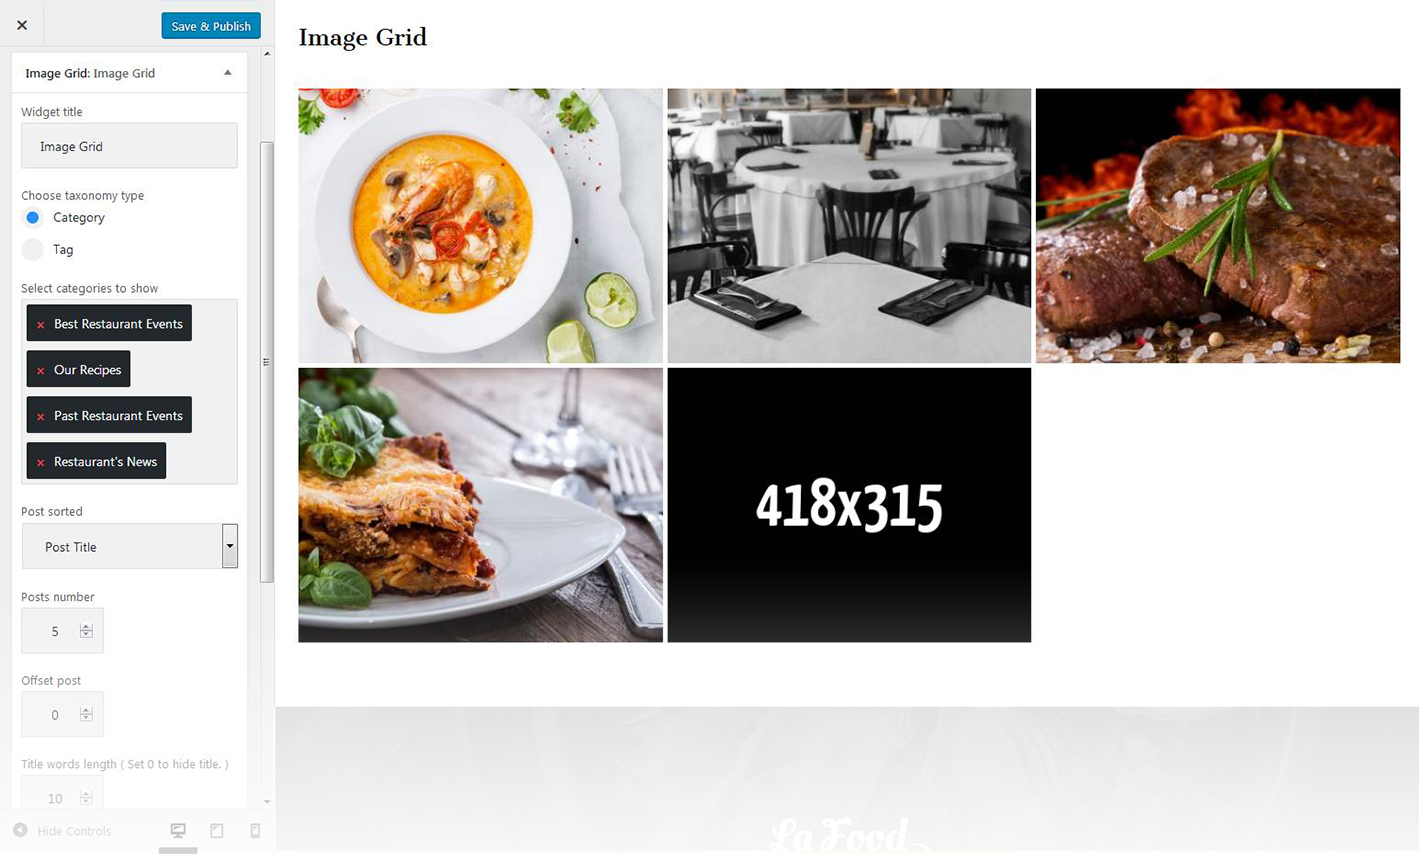 Save & Publish
Image Grid: Image Grid
Widget title
Image Grid
Choose taxonomy type
Category
Tag
Select categories to show
× Best Restaurant Events
× Our Recipes
× Past Restaurant Events
× Restaurant's News
Post sorted
Post Title
Posts number
5
Offset post
0
Title words length ( Set 0 to hide title. )
10
Hide Controls
Image Grid
418x315
La Food